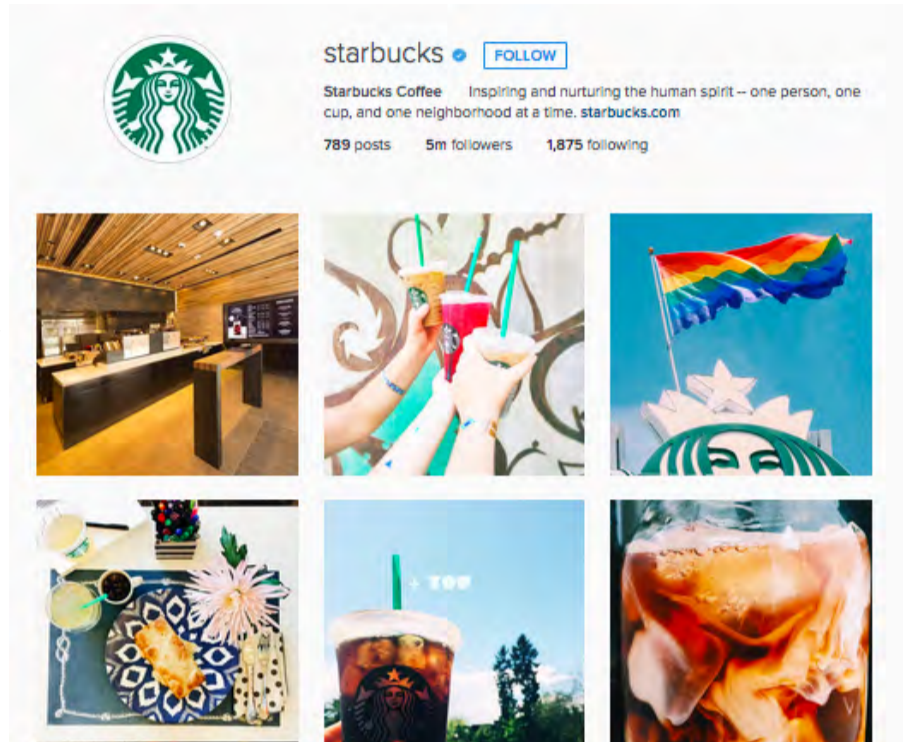 starbucks FOLLOW
Starbucks Coffee Inspiring and nurturing the human spirit -- one person, one
cup, and one neighborhood at a time. starbucks.com
789 posts 5m followers 1,875 following